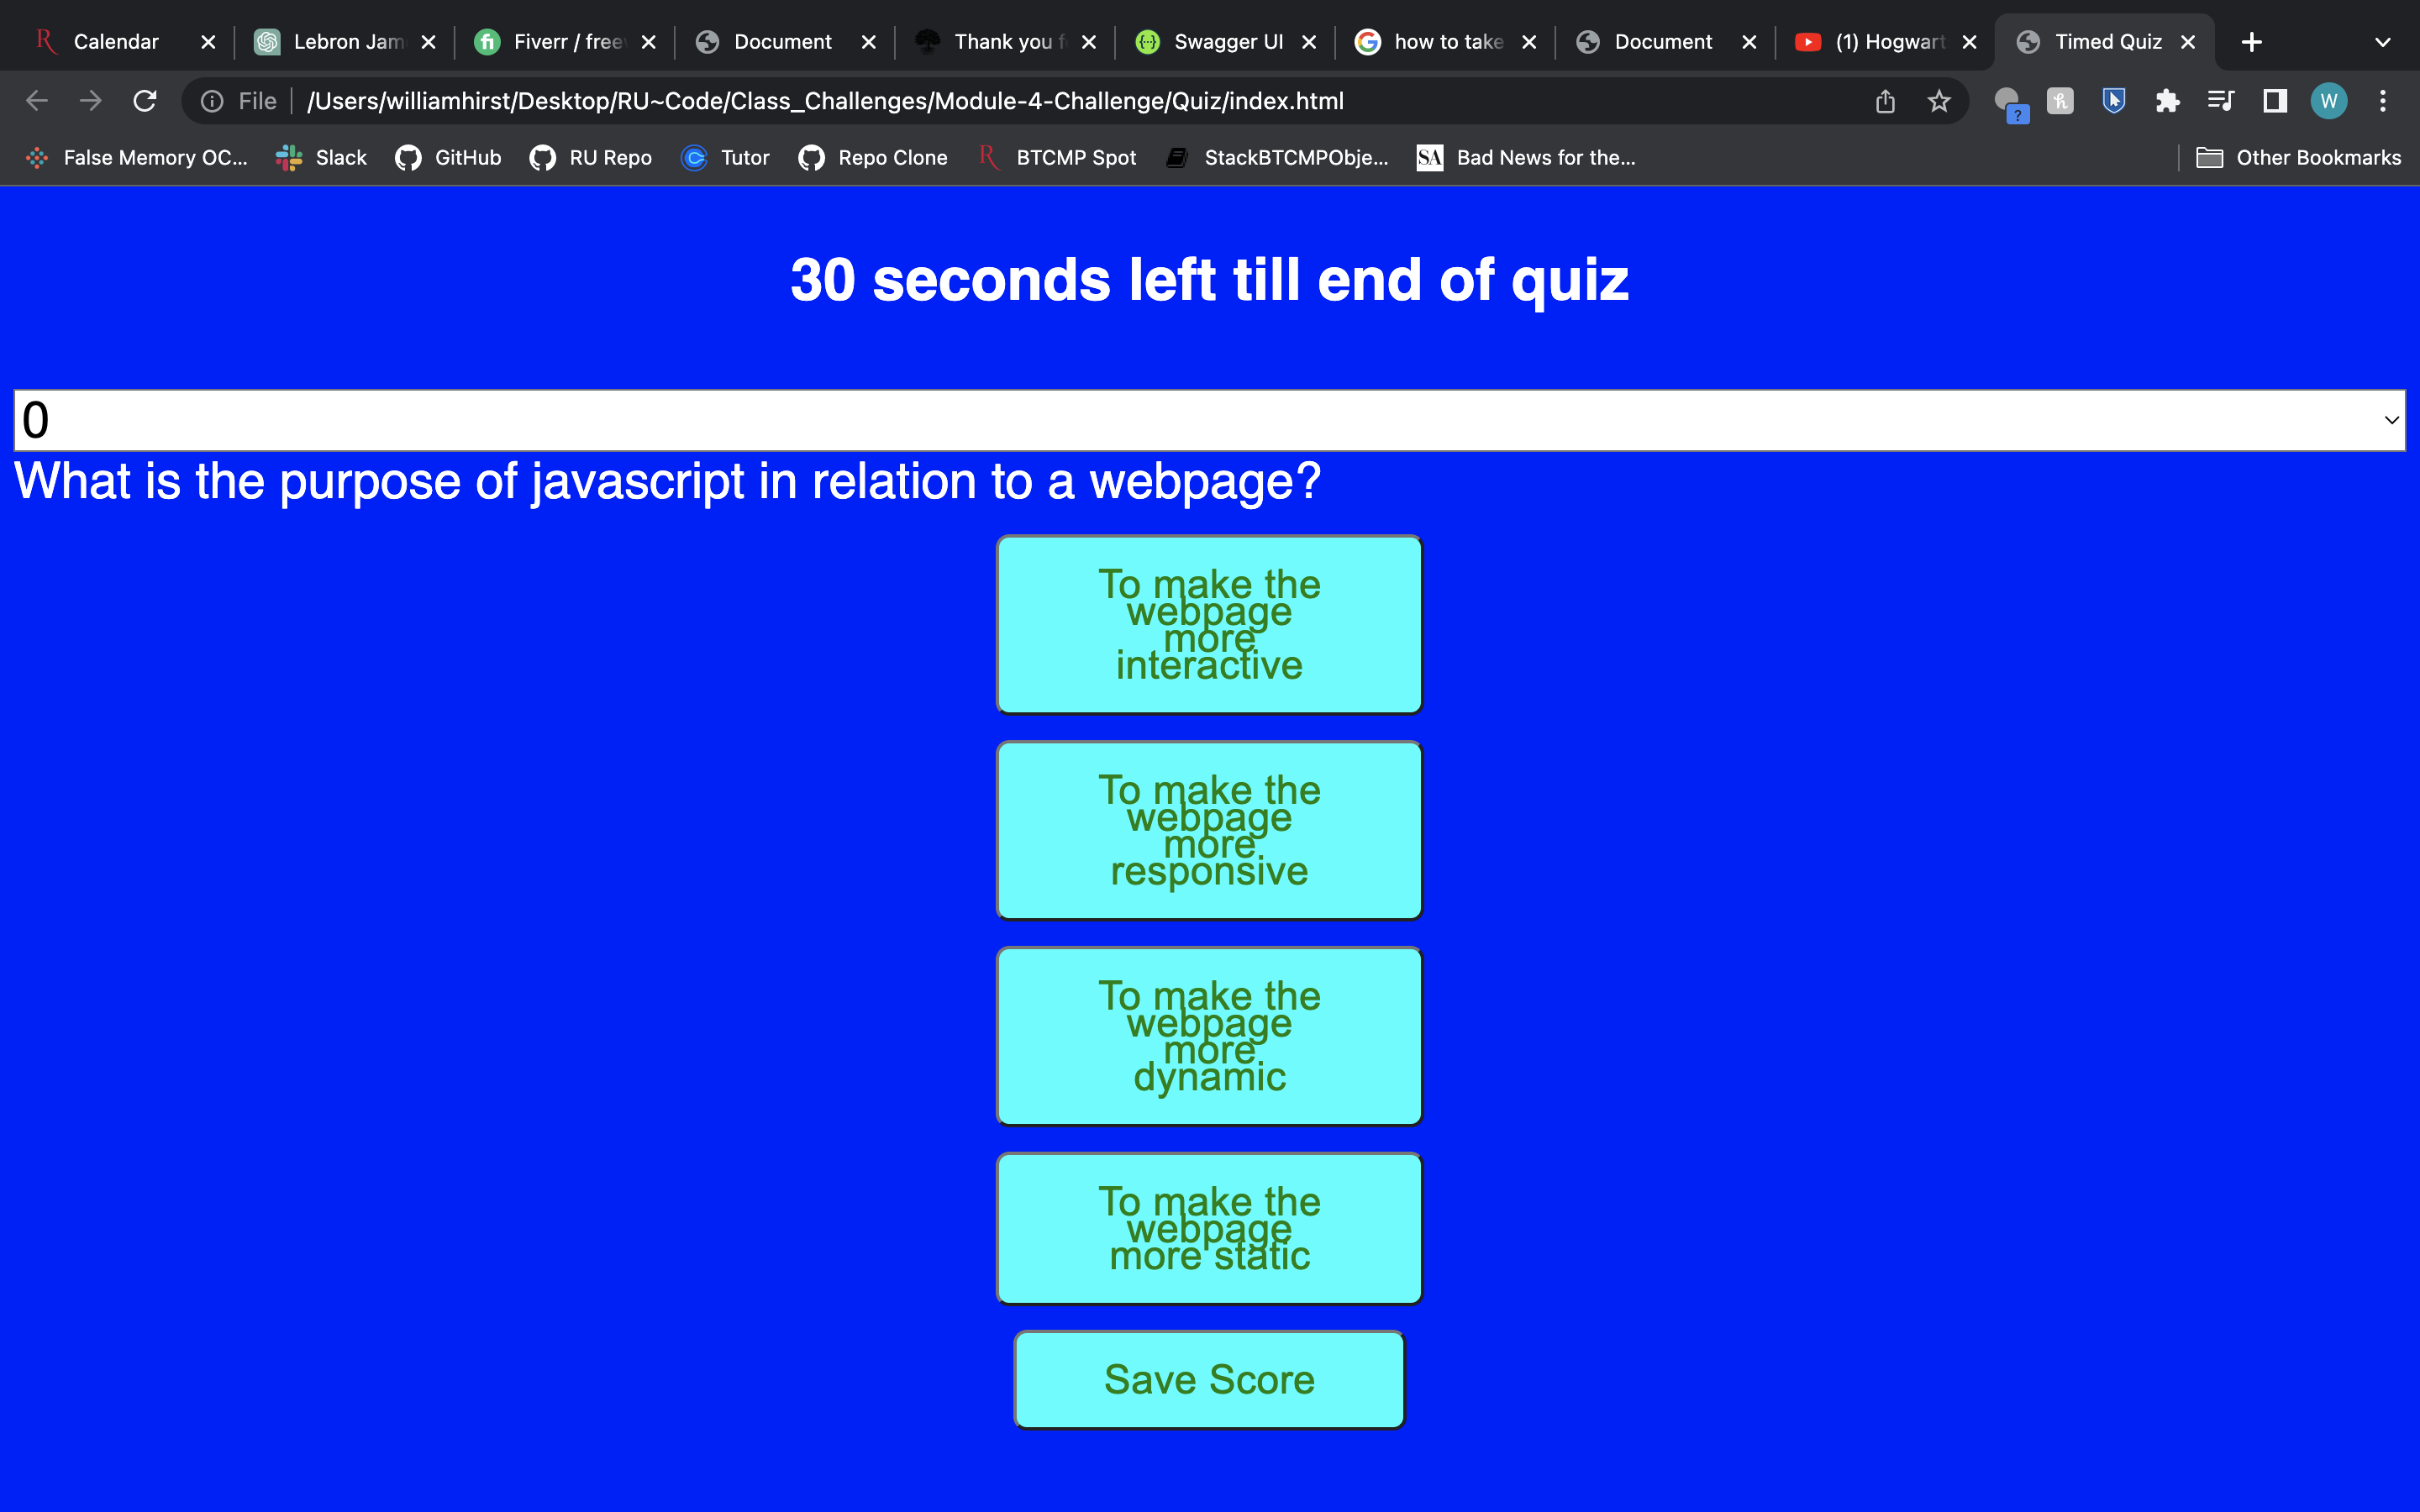 Calendar
Lebron Jam
Fiverr / free
Document
Thank you f
Swagger UI
how to take
Document
(1) Hogwart
Timed Quiz
File
/Users/williamhirst/Desktop/RU~Code/Class_Challenges/Module-4-Challenge/Quiz/index.html
?
h
W
False Memory OC...
Slack
GitHub
RU Repo
Tutor
Repo Clone
BTCMP Spot
StackBTCMPObje...
SA
Bad News for the...
Other Bookmarks
30 seconds left till end of quiz
0
What is the purpose of javascript in relation to a webpage?
To make the
webpage
more
interactive
To make the
webpage
more
responsive
To make the
webpage
more
dynamic
To make the
webpage
more static
Save Score